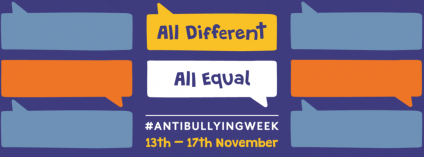 All Different
All Equal
#ANTIBULLYINGWEEK
13th – 17th November